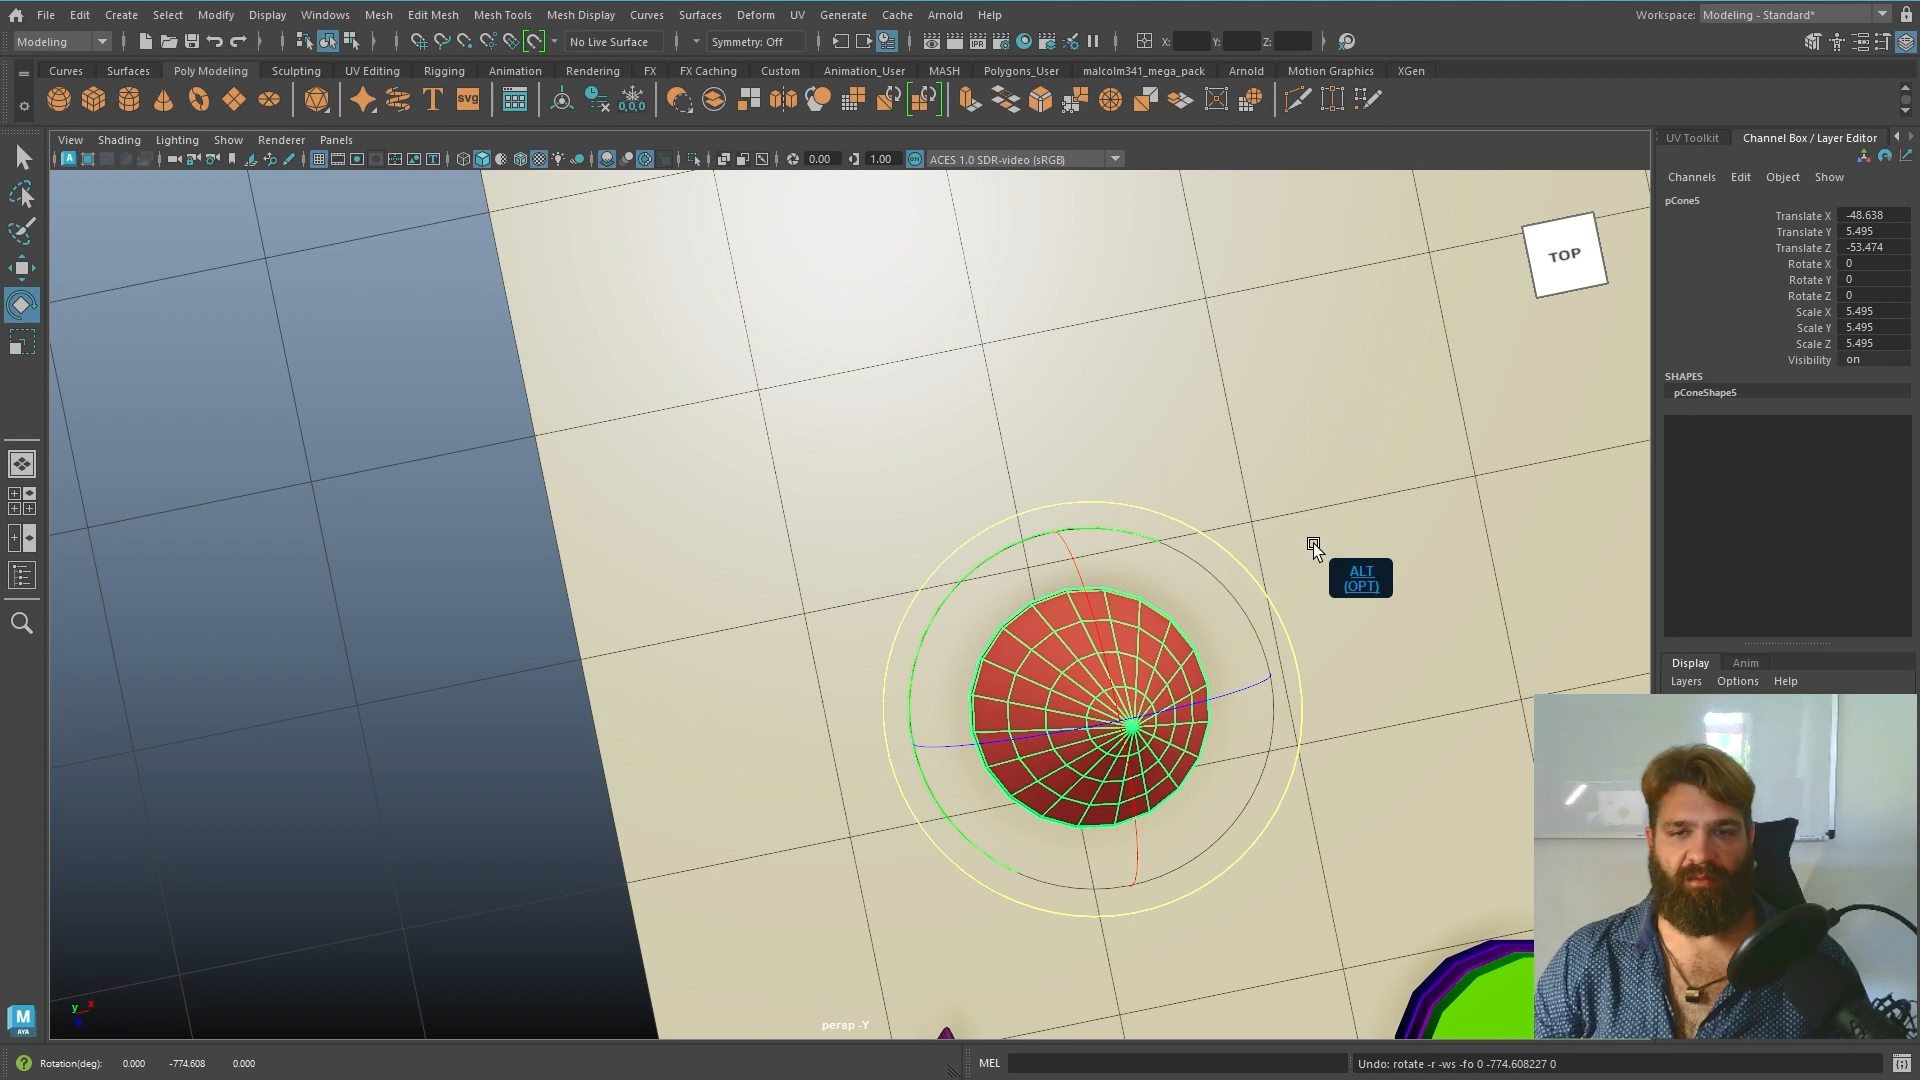 File Edit Create Select Modify Display Windows Mesh Edit Mesh Mesh Tools Mesh Display Curves Surfaces Deform UV Generate Cache Arnold Help Workspace: Modeling - Standard*
Modeling No Live Surface Symmetry: Off IPR X: Y: Z:
Curves Surfaces Poly Modeling Sculpting UV Editing Rigging Animation Rendering FX FX Caching Custom Animation_User MASH Polygons_User malcolm341_mega_pack Arnold Motion Graphics XGen
T SVG 0,0,0
View Shading Lighting Show Renderer Panels UV Toolkit Channel Box / Layer Editor
0.00 1.00 ON ACES 1.0 SDR-video (sRGB)
Channels Edit Object Show
pCone5
Translate X -48.638
Translate Y 5.495
Translate Z -53.474
Rotate X 0
Rotate Y 0
Rotate Z 0
Scale X 5.495
Scale Y 5.495
Scale Z 5.495
Visibility on
SHAPES
pConeShape5
TOP
ALT
(OPT)
Display Anim
Layers Options Help
y x
persp -Y
M
AYA
Rotation(deg): 0.000 -774.608 0.000 MEL Undo: rotate -r -ws -fo 0 -774.608227 0